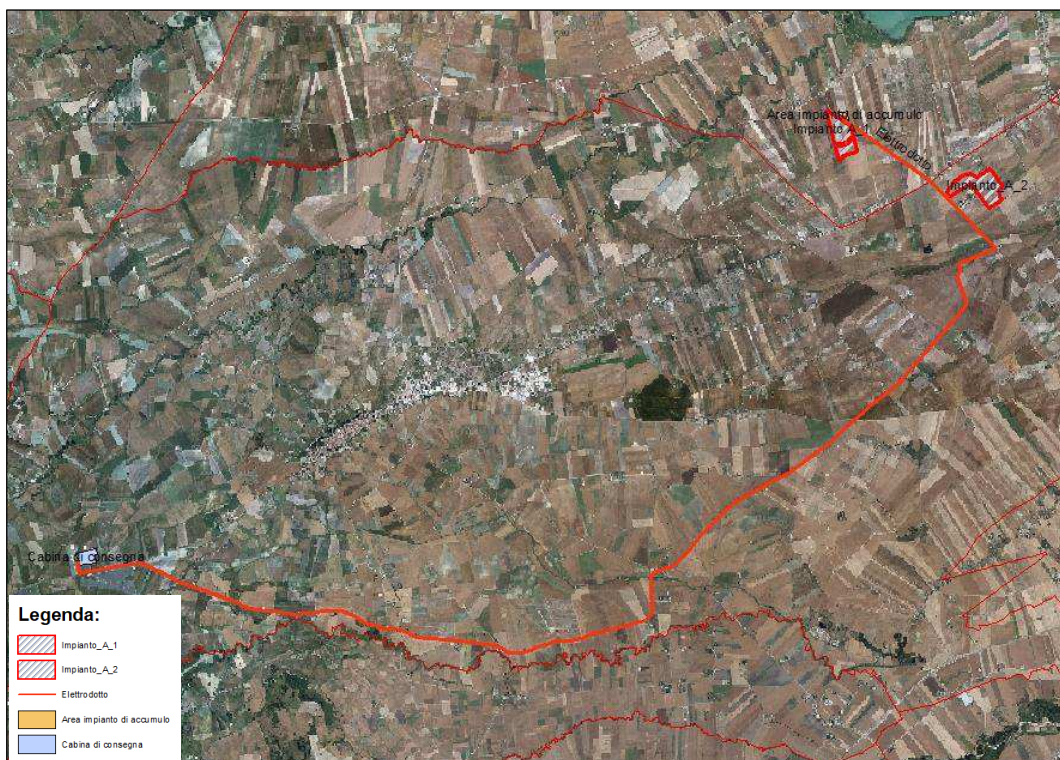 Area impianto di accumulo
Impianto_A_1
Elettrodotto
Impianto_A_2
Cabina di consegna
Legenda:
Impianto_A_1
Impianto_A_2
Elettrodotto
Area impianto di accumulo
Cabina di consegna